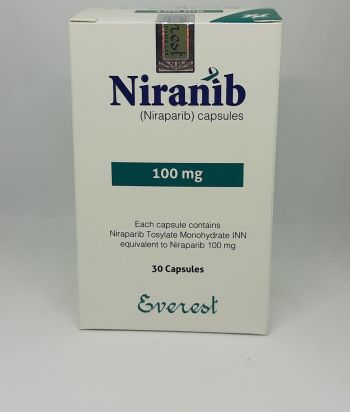 Everest
Niranib
(Niraparib) capsules
100 mg
Each capsule contains
Niraparib Tosylate Monohydrate INN
equivalent to Niraparib 100 mg
30 Capsules
Everest